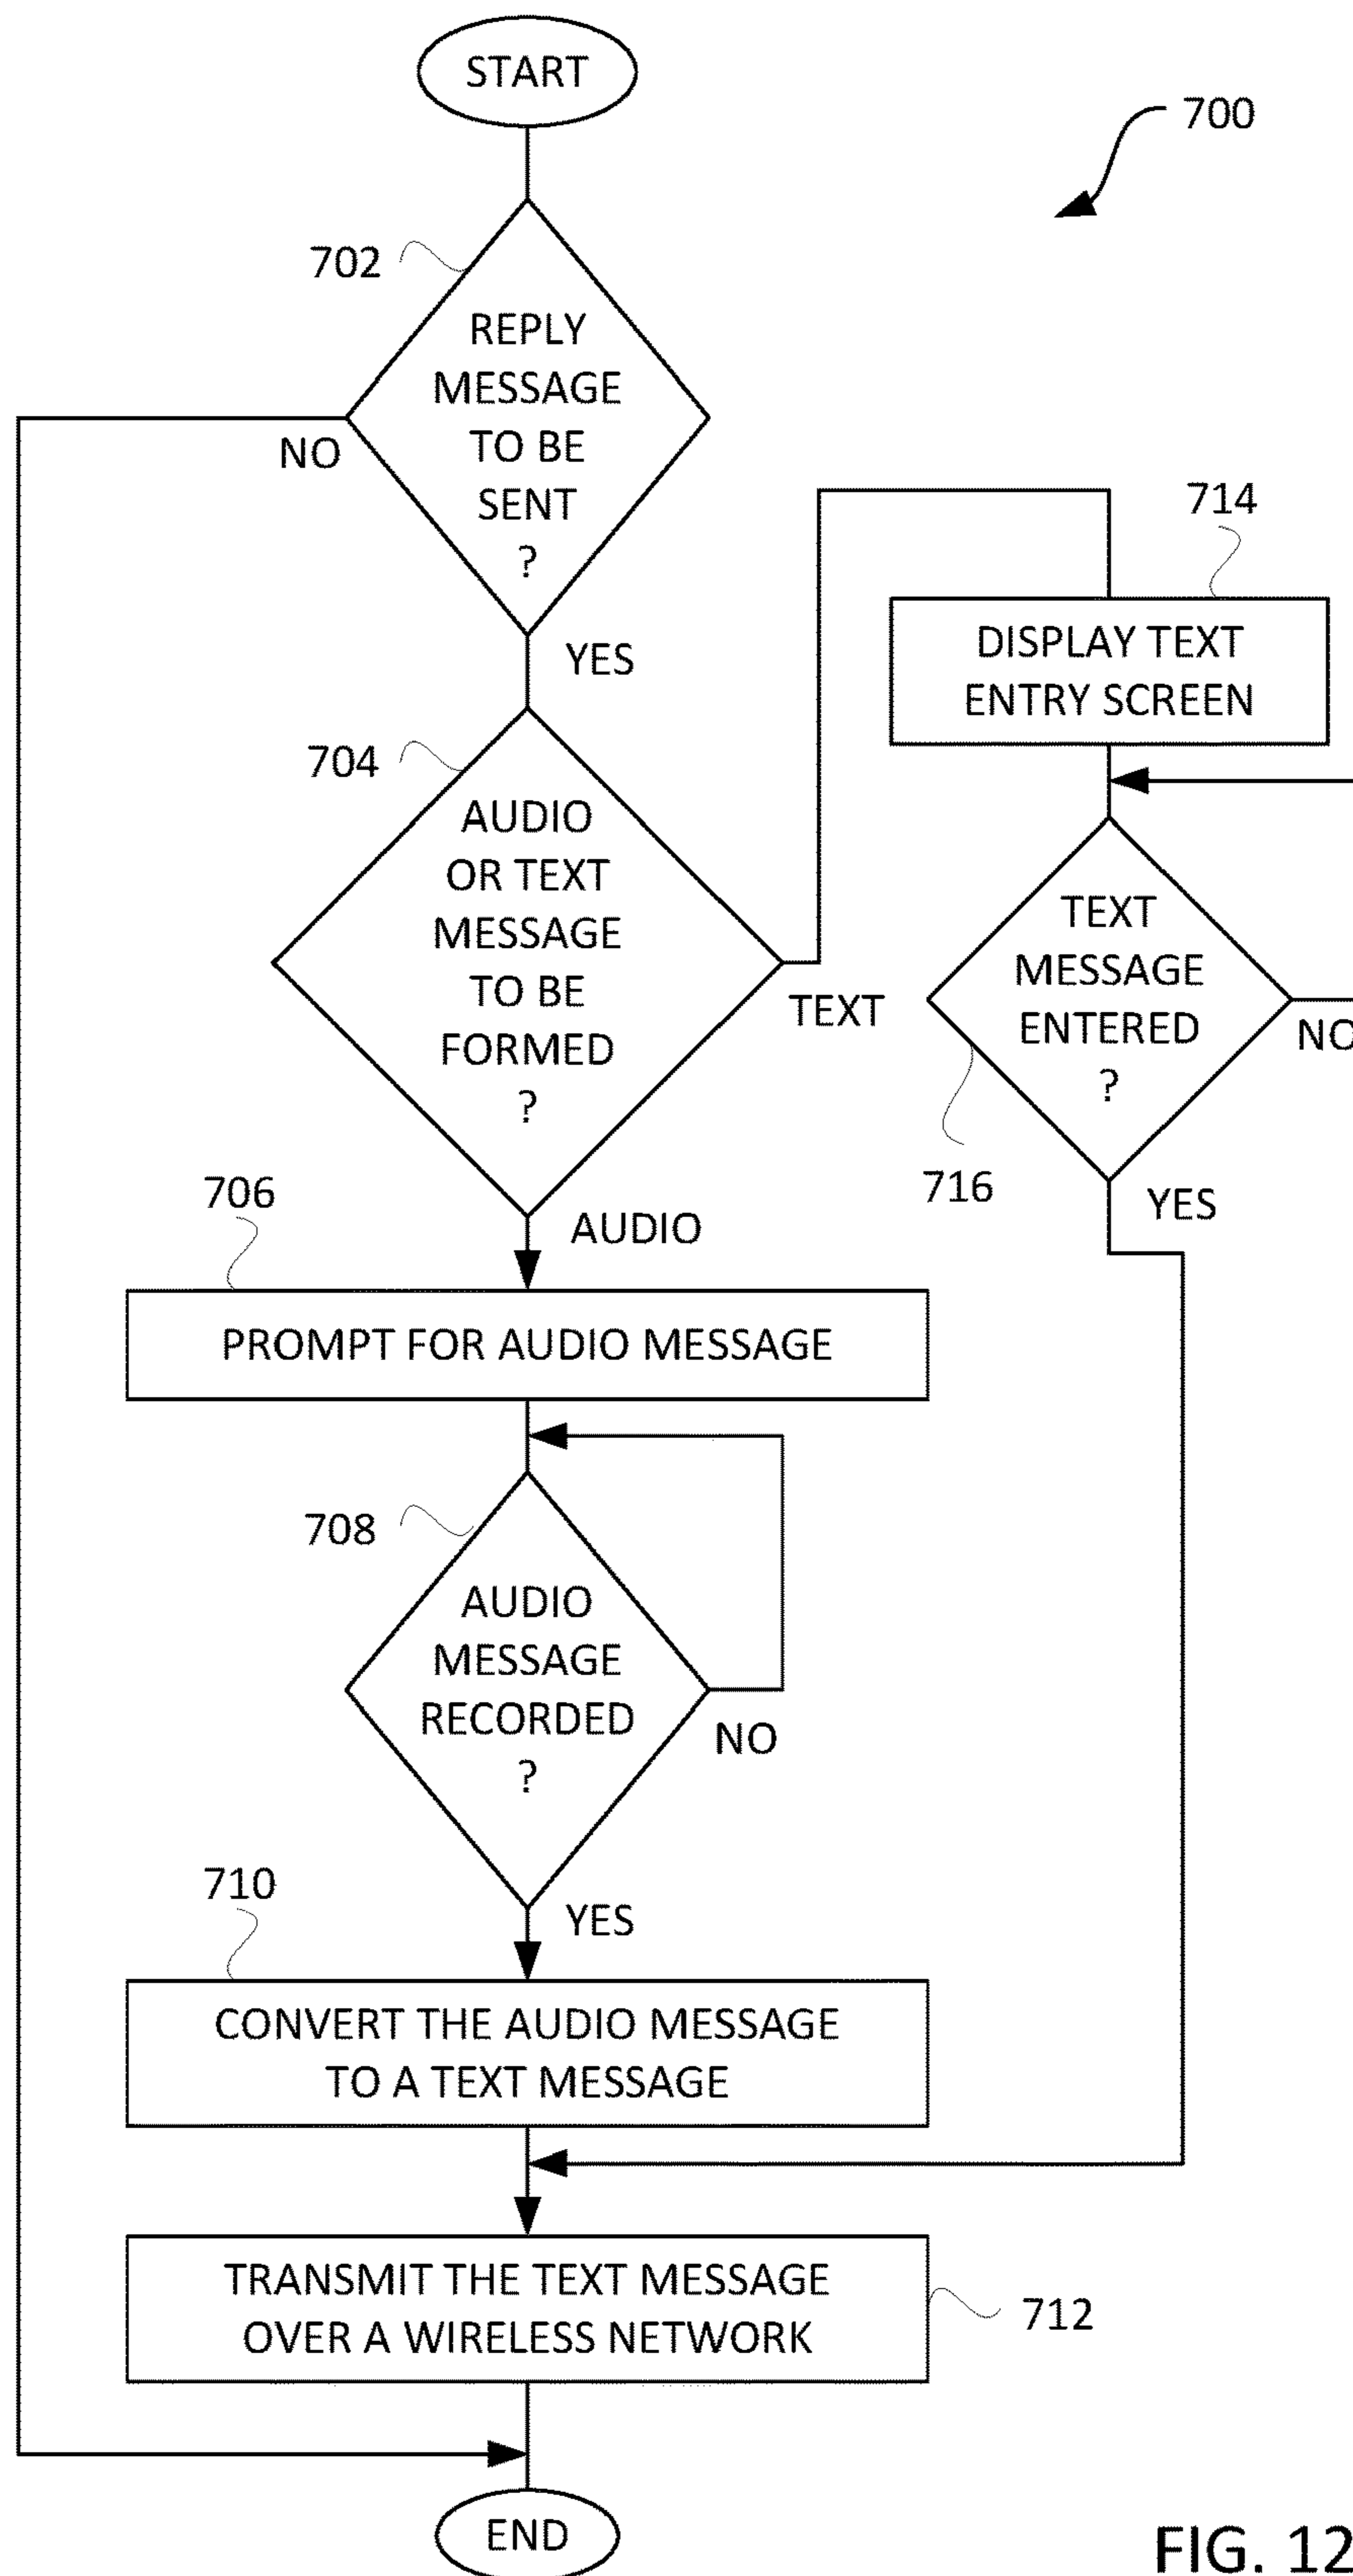 START
700
702
REPLY
MESSAGE
TO BE
SENT
?
NO
YES
714
DISPLAY TEXT
ENTRY SCREEN
704
AUDIO
OR TEXT
MESSAGE
TO BE
FORMED
?
TEXT
TEXT
MESSAGE
ENTERED
?
NO
716
YES
AUDIO
706
PROMPT FOR AUDIO MESSAGE
708
AUDIO
MESSAGE
RECORDED
?
NO
YES
710
CONVERT THE AUDIO MESSAGE
TO A TEXT MESSAGE
TRANSMIT THE TEXT MESSAGE
OVER A WIRELESS NETWORK
712
END
FIG. 12